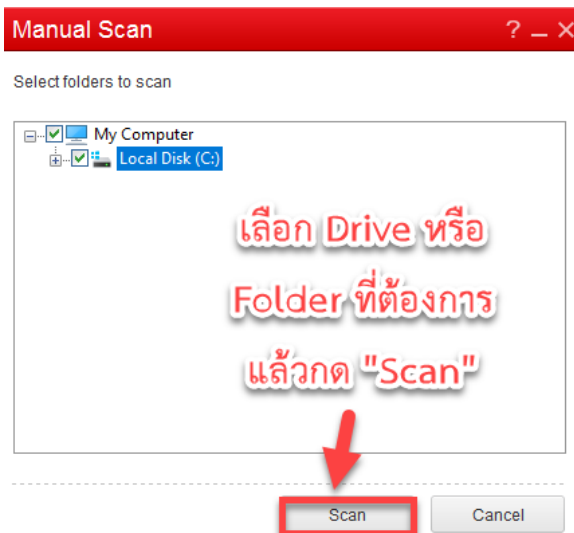 Manual Scan ? _ X
Select folders to scan
My Computer
Local Disk (C:)
เลือก Drive หรือ
Folder ที่ต้องการ
แล้วกด "Scan"
Scan Cancel